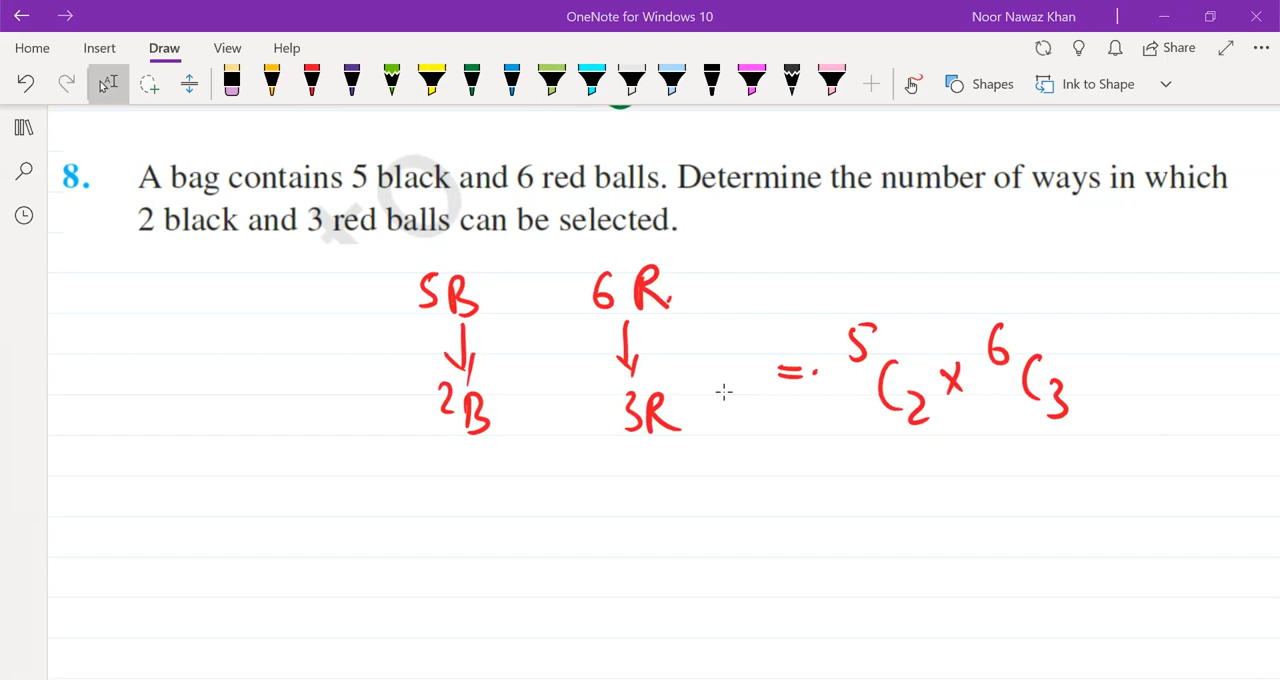 OneNote for Windows 10
Noor Nawaz Khan
Home Insert Draw View Help
Share
Shapes
Ink to Shape
8. A bag contains 5 black and 6 red balls. Determine the number of ways in which
2 black and 3 red balls can be selected.
5B 6 R.
2B 3R =. ⁵C₂ × ⁶C₃